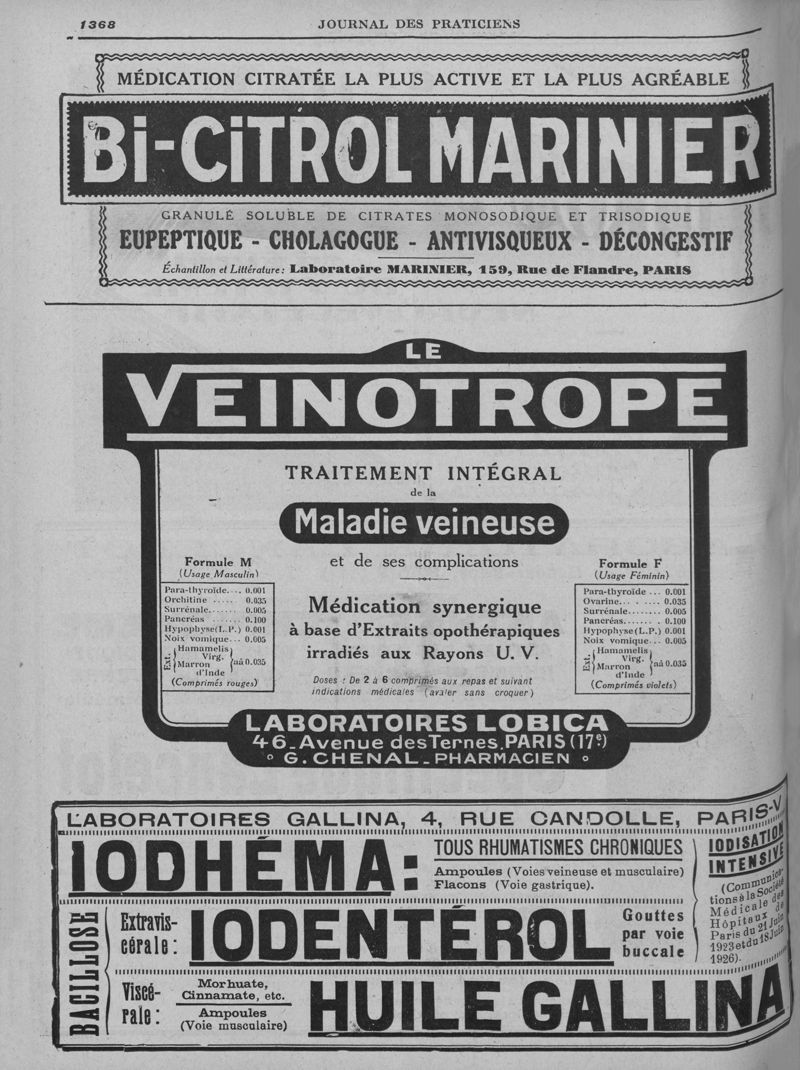 1368
JOURNAL DES PRATICIENS
MÉDICATION CITRATÉE LA PLUS ACTIVE ET LA PLUS AGRÉABLE
Bi-CiTROL MARINIER
GRANULÉ SOLUBLE DE CITRATES MONOSODIQUE ET TRISODIQUE
EUPEPTIQUE - CHOLAGOGUE - ANTIVISQUEUX - DÉCONGESTIF
Échantillon et Littérature: Laboratoire MARINIER, 159, Rue de Flandre, PARIS
LE
VEINOTROPE
TRAITEMENT INTÉGRAL
de la
Maladie veineuse
et de ses complications
Formule M
(Usage Masculin)
Para-thyroïde.... 0.001
Orchitine ..... 0.035
Surrénale....... 0.005
Pancréas ....... 0.100
Hypophyse(L.P.) 0.001
Noix vomique... 0.005
Ext. Hamamelis
Virg.
Marron
d'Inde
āā 0.035
(Comprimés rouges)
Médication synergique
à base d'Extraits opothérapiques
irradiés aux Rayons U. V.
Doses : De 2 à 6 comprimés aux repas et suivant
indications médicales (avaler sans croquer)
Formule F
(Usage Féminin)
Para-thyroïde ... 0.001
Ovarine... . .... 0.035
Surrénale....... 0.005
Pancréas....... . 0.100
Hypophyse(L.P.) 0.001
Noix vomique... 0.005
Ext. Hamamelis
Virg.
Marron
d'Inde
āā 0.035
(Comprimés violets)
LABORATOIRES LOBICA
46_Avenue des Ternes_PARIS (17e)
G. CHENAL_PHARMACIEN
LABORATOIRES GALLINA, 4, RUE CANDOLLE, PARIS-V
IODHÉMA:
TOUS RHUMATISMES CHRONIQUES
Ampoules (Voies veineuse et musculaire)
Flacons (Voie gastrique).
IODISATION
INTENSIVE
(Communica-
tions à la Société
Médicale des
Hôpitaux de
Paris du 21 Juin
1923 et du 18 Juin
1926).
BACILLOSE
Extravis-
cérale:
IODENTÉROL
Gouttes
par voie
buccale
Viscé-
rale:
Morhuate,
Cinnamate, etc.
Ampoules
(Voie musculaire)
HUILE GALLINA